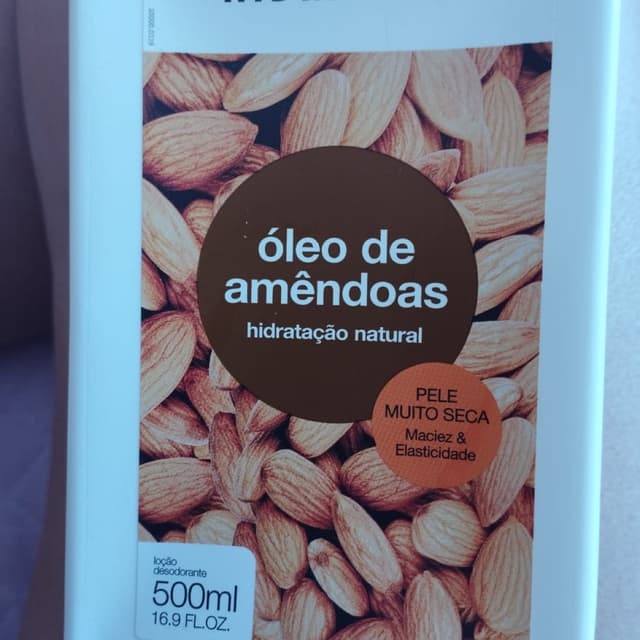 óleo de
amêndoas
hidratação natural
PELE
MUITO SECA
Maciez &
Elasticidade
loção
desodorante
500ml
16.9 FL.OZ.